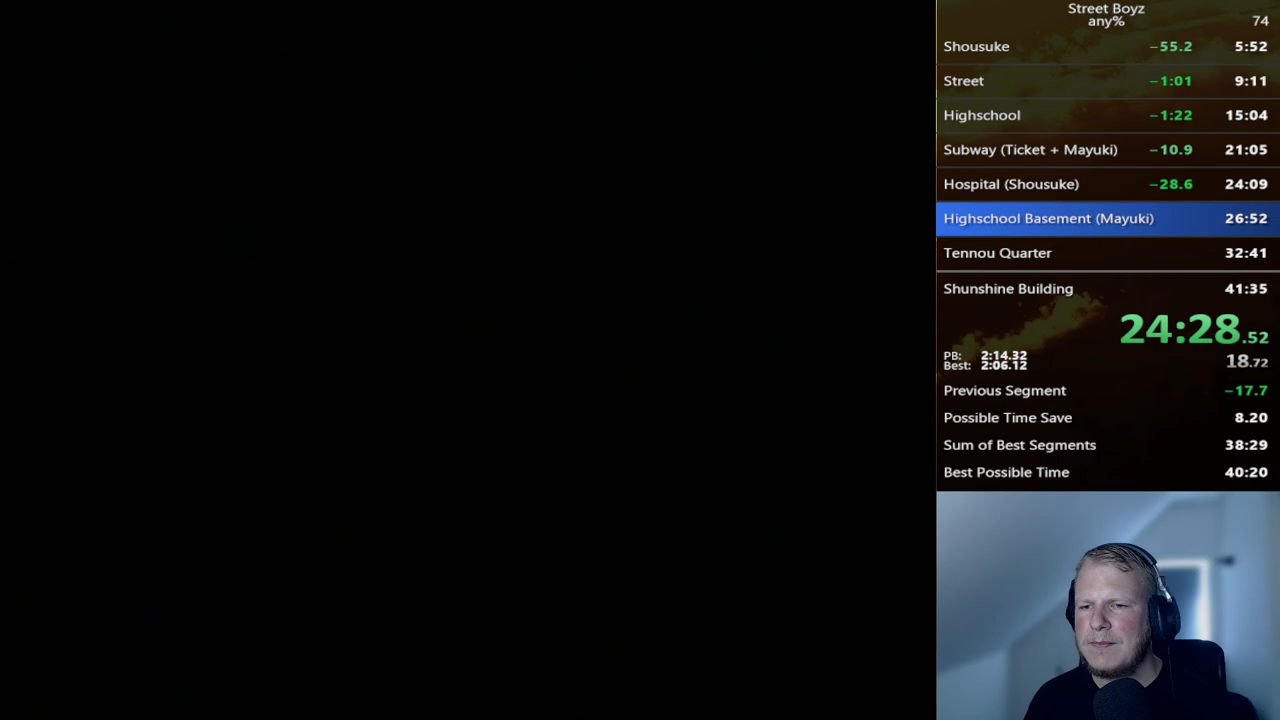 Street Boyz
any% 74
Shousuke −55.2 5:52
Street −1:01 9:11
Highschool −1:22 15:04
Subway (Ticket + Mayuki) −10.9 21:05
Hospital (Shousuke) −28.6 24:09
Highschool Basement (Mayuki) 26:52
Tennou Quarter 32:41
Shunshine Building 41:35
24:28.52
PB: 2:14.32
Best: 2:06.12
18.72
Previous Segment −17.7
Possible Time Save 8.20
Sum of Best Segments 38:29
Best Possible Time 40:20